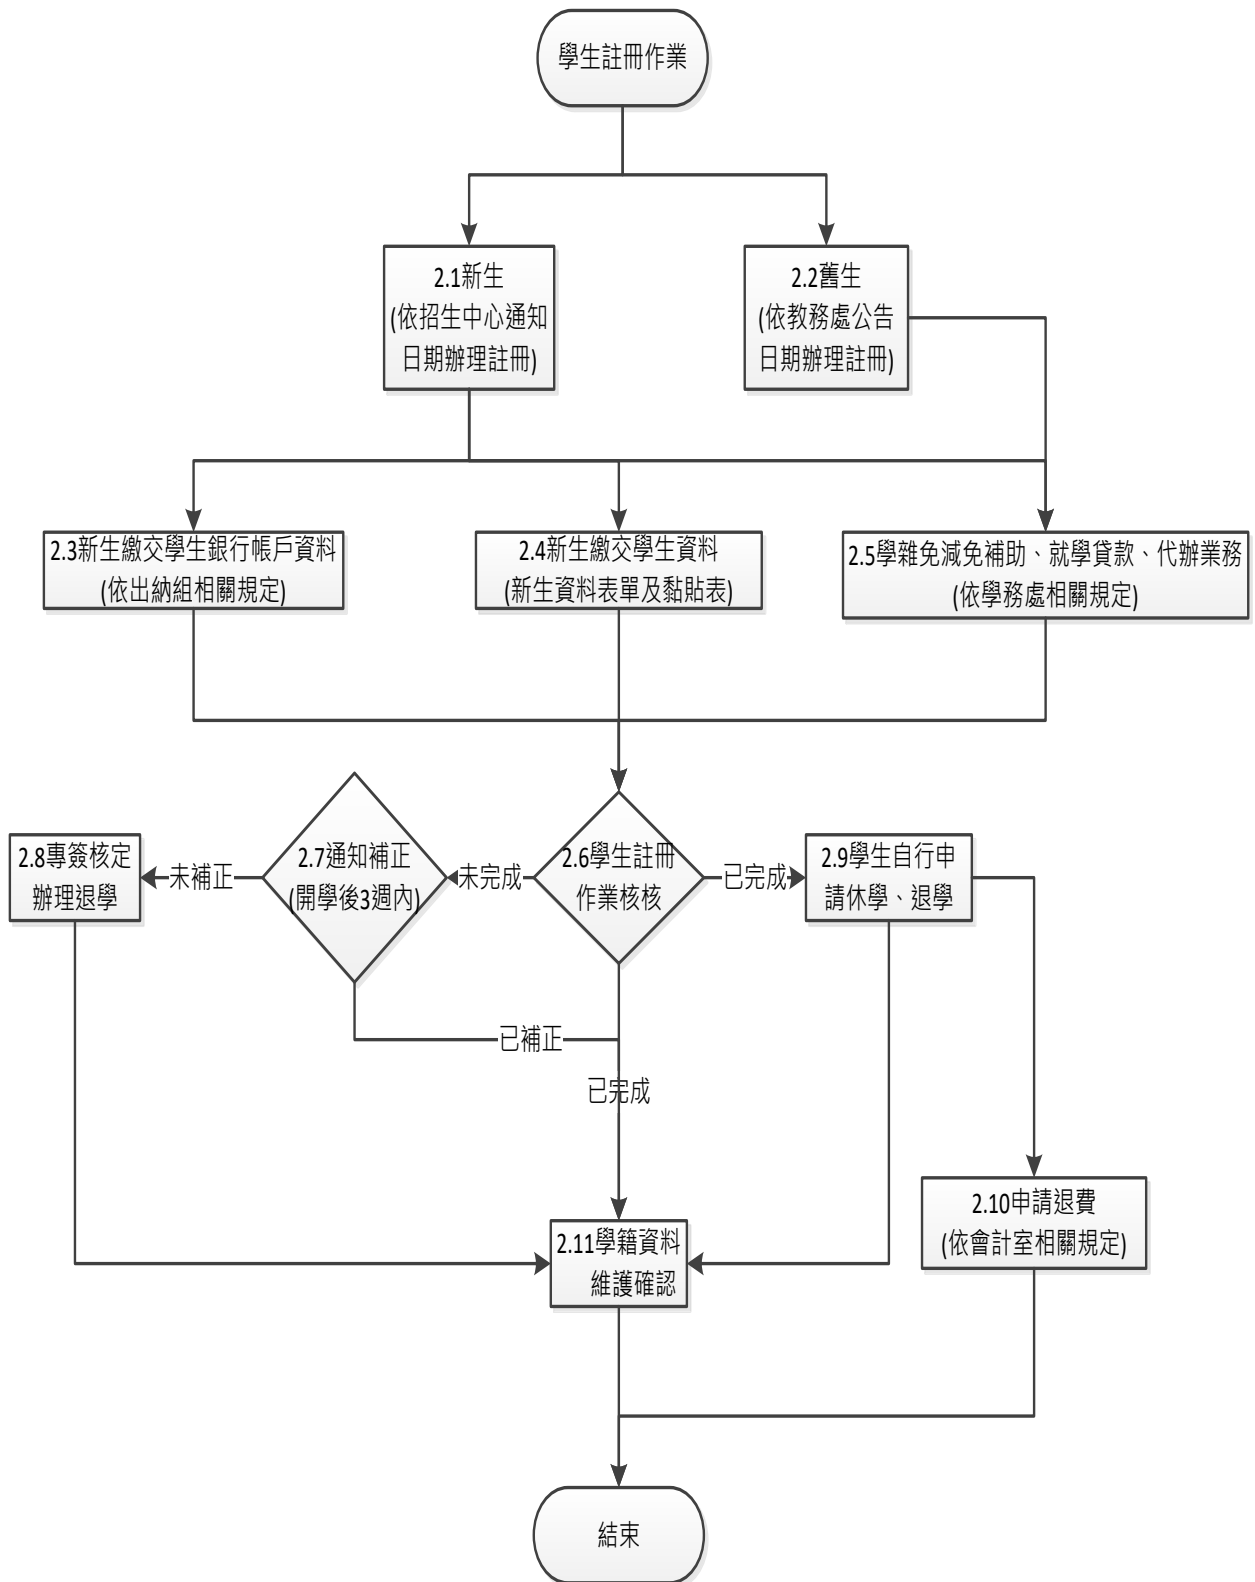 學生註冊作業
2.1新生
(依招生中心通知
日期辦理註冊)
2.2舊生
(依教務處公告
日期辦理註冊)
2.3新生繳交學生銀行帳戶資料
(依出納組相關規定)
2.4新生繳交學生資料
(新生資料表單及黏貼表)
2.5學雜免減免補助、就學貸款、代辦業務
(依學務處相關規定)
2.8專簽核定
辦理退學
未補正
2.7通知補正
(開學後3週內)
未完成
2.6學生註冊
作業核核
已完成
2.9學生自行申
請休學、退學
已補正
已完成
2.10申請退費
(依會計室相關規定)
2.11學籍資料
維護確認
結束